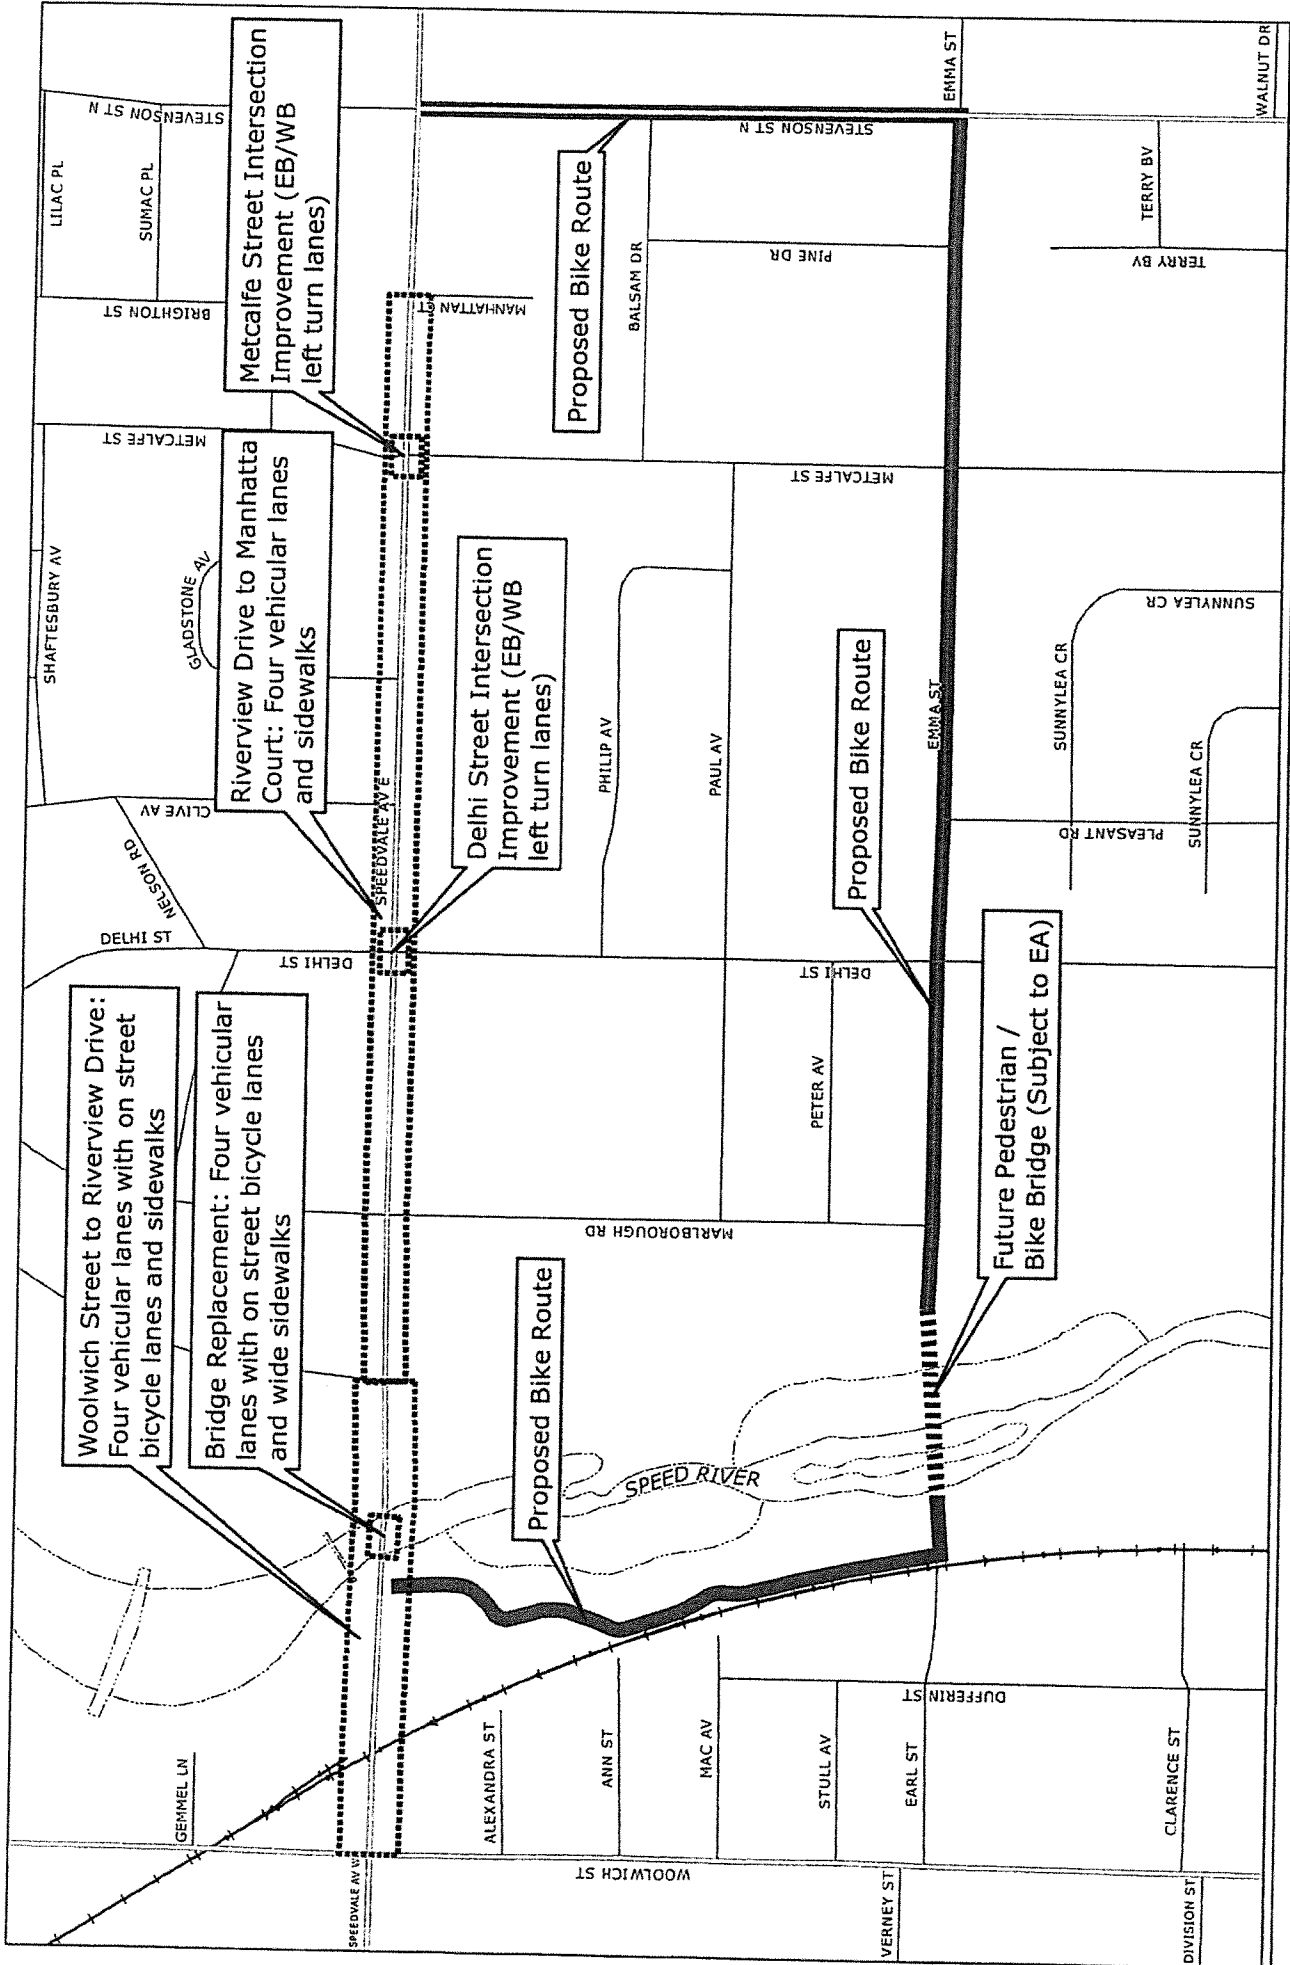 Woolwich Street to Riverview Drive:
Four vehicular lanes with on street
bicycle lanes and sidewalks
Bridge Replacement: Four vehicular
lanes with on street bicycle lanes
and wide sidewalks
Riverview Drive to Manhatta
Court: Four vehicular lanes
and sidewalks
Metcalfe Street Intersection
Improvement (EB/WB
left turn lanes)
Delhi Street Intersection
Improvement (EB/WB
left turn lanes)
Proposed Bike Route
Proposed Bike Route
Proposed Bike Route
Future Pedestrian /
Bike Bridge (Subject to EA)
GEMMEL LN
SPEEDVALE AV W
WOOLWICH ST
ALEXANDRA ST
ANN ST
MAC AV
STULL AV
EARL ST
VERNEY ST
DUFFERIN ST
CLARENCE ST
DIVISION ST
SPEED RIVER
MARLBOROUGH RD
PETER AV
DELHI ST
DELHI ST
DELHI ST
NELSON RD
CLIVE AV
SPEEDVALE AV E
SHAFTESBURY AV
GLADSTONE AV
PHILIP AV
PAUL AV
METCALFE ST
METCALFE ST
EMMA ST
PLEASANT RD
SUNNYLEA CR
SUNNYLEA CR
SUNNYLEA CR
BRIGHTON ST
LILAC PL
SUMAC PL
STEVENSON ST N
MANHATTAN CT
BALSAM DR
PINE DR
STEVENSON ST N
EMMA ST
TERRY BV
TERRY BV
WALNUT DR